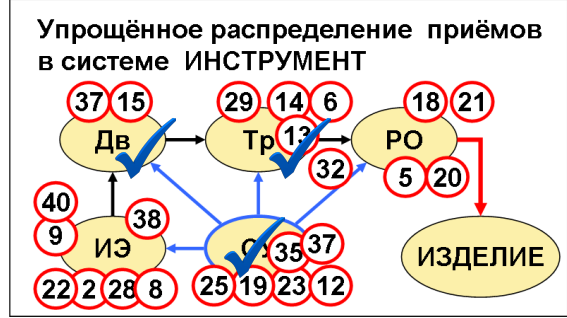 Упрощённое распределение приёмов
в системе ИНСТРУМЕНТ
37 15 29 14 6 18 21
Дв Тр 13 РО
32 5 20
40
9 ИЭ 38 35 37 ИЗДЕЛИЕ
22 2 28 8 25 19 23 12